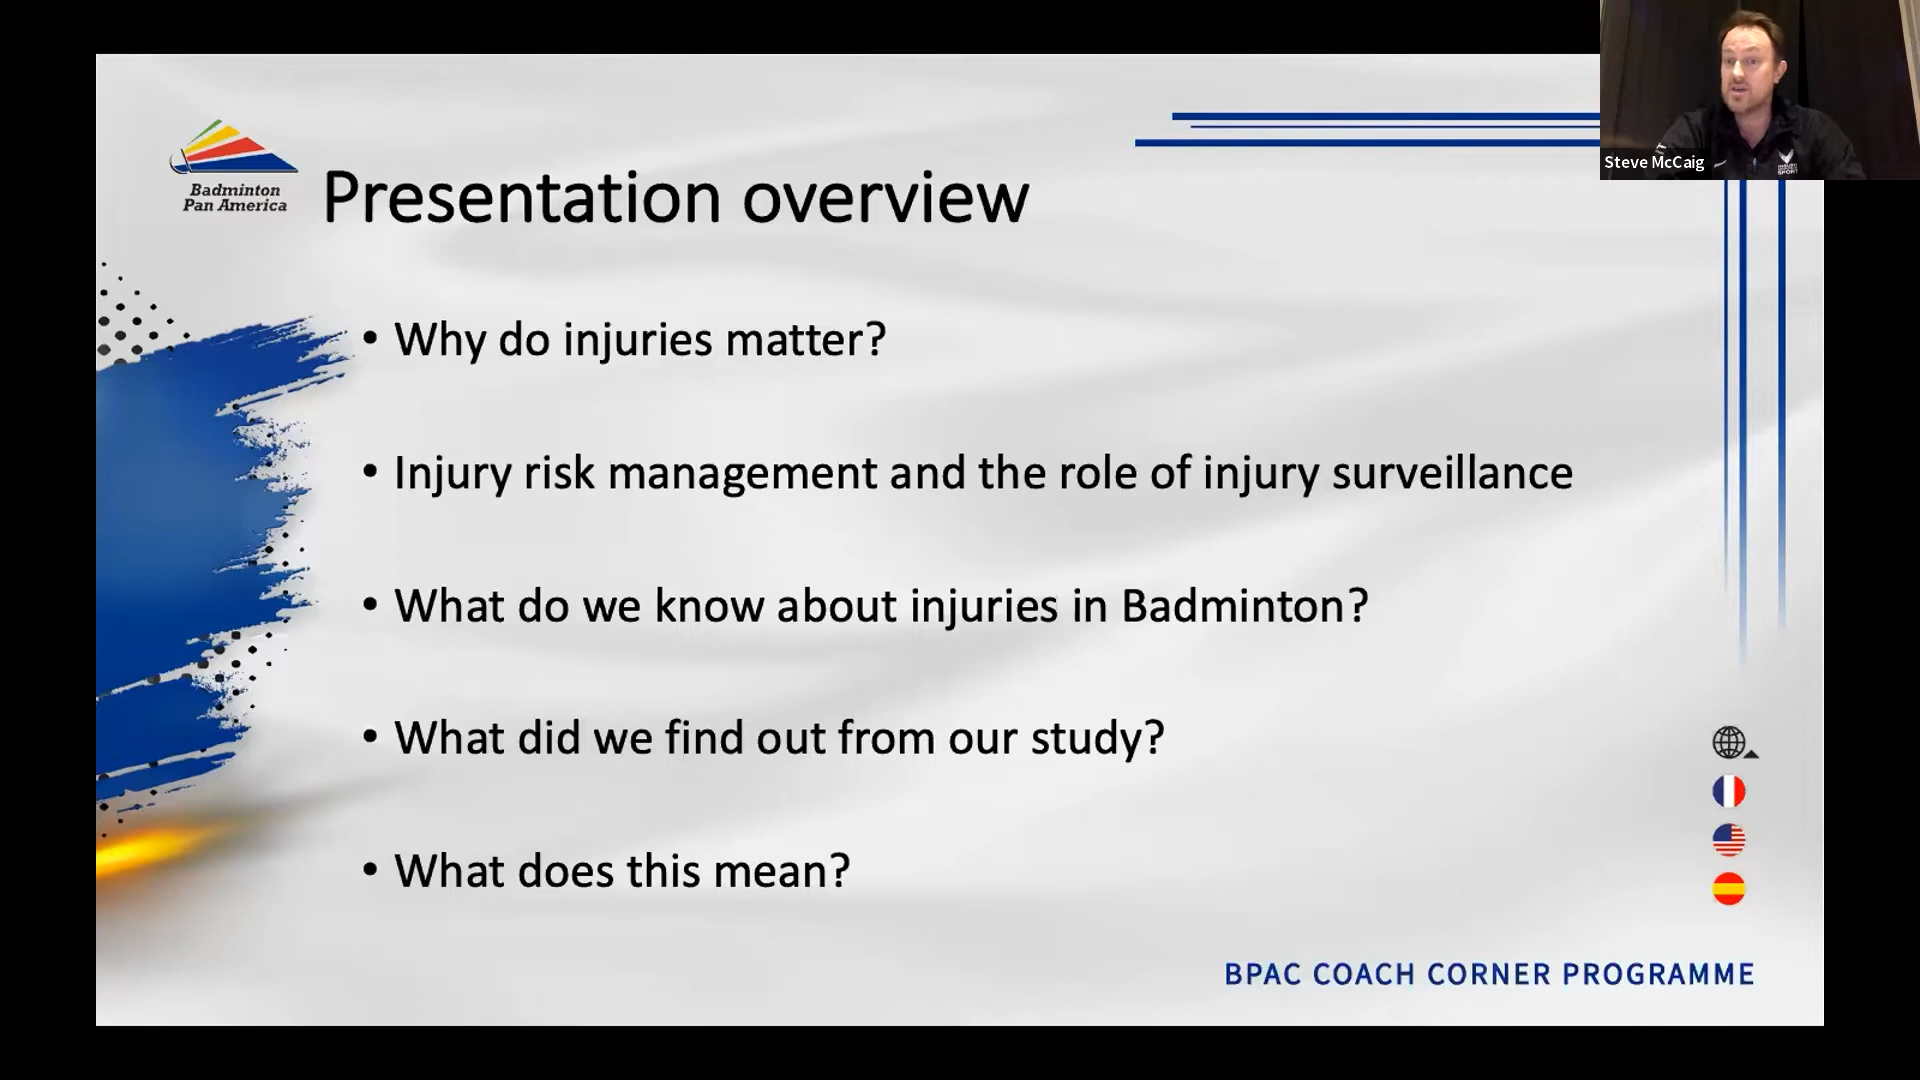 Steve McCaig
Badminton
Pan America
Presentation overview
• Why do injuries matter?
• Injury risk management and the role of injury surveillance
• What do we know about injuries in Badminton?
• What did we find out from our study?
• What does this mean?
BPAC COACH CORNER PROGRAMME